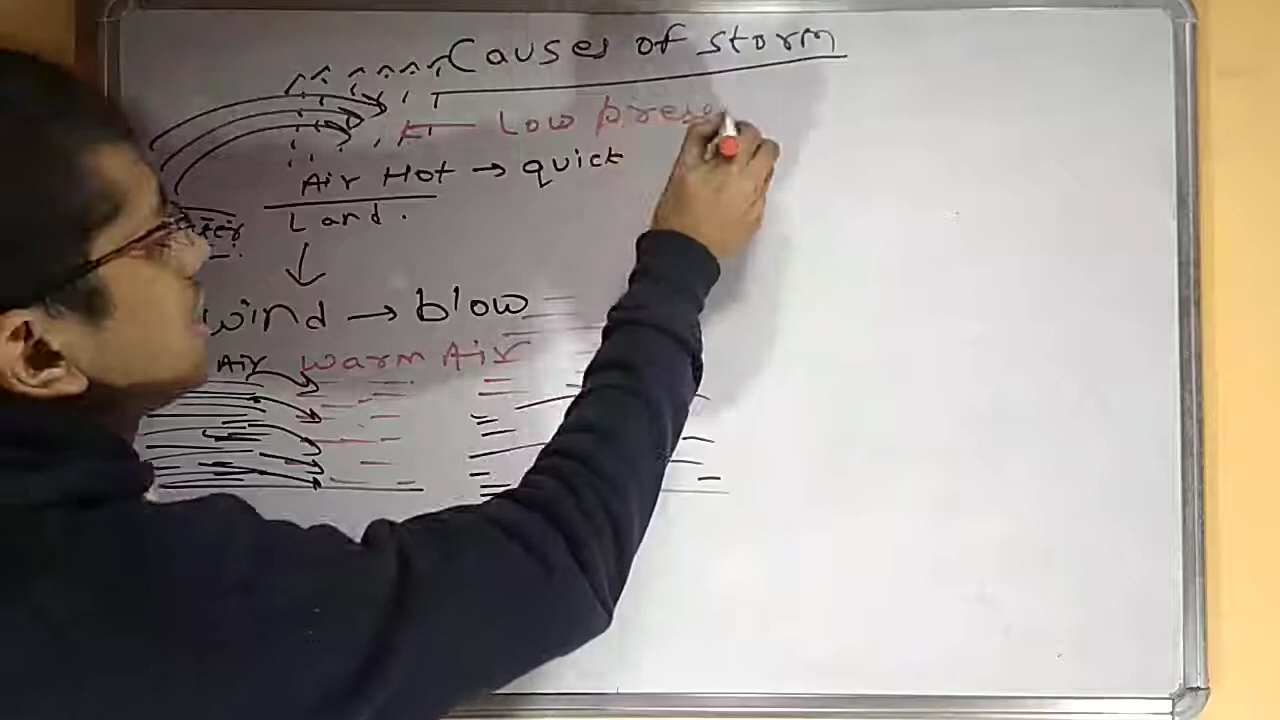 Causes of storm
Low press
Air Hot → quick
Land.
wind → blow
Air warm Air